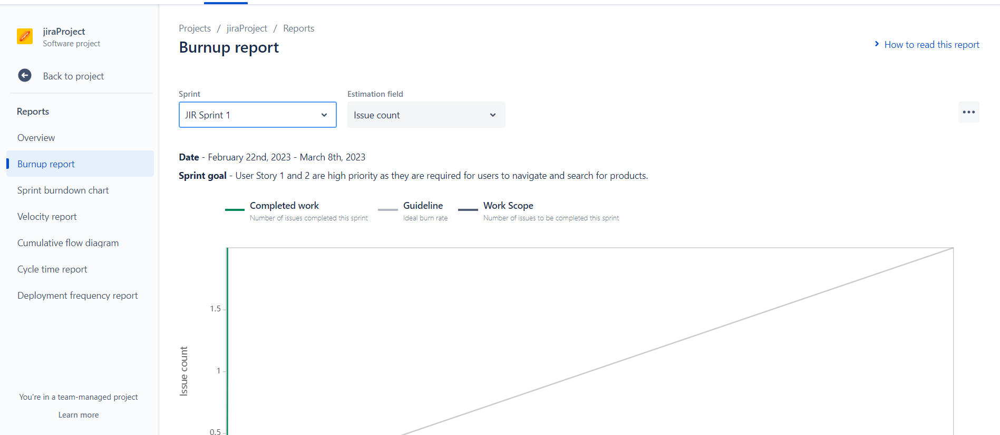 jiraProject
Software project
Back to project
Reports
Overview
Burnup report
Sprint burndown chart
Velocity report
Cumulative flow diagram
Cycle time report
Deployment frequency report
You're in a team-managed project
Learn more
Projects / jiraProject / Reports
Burnup report
How to read this report
Sprint
JIR Sprint 1
Estimation field
Issue count
Date - February 22nd, 2023 - March 8th, 2023
Sprint goal - User Story 1 and 2 are high priority as they are required for users to navigate and search for products.
Completed work
Number of issues completed this sprint
Guideline
Ideal burn rate
Work Scope
Number of issues to be completed this sprint
1.5
1
0.5
Issue count